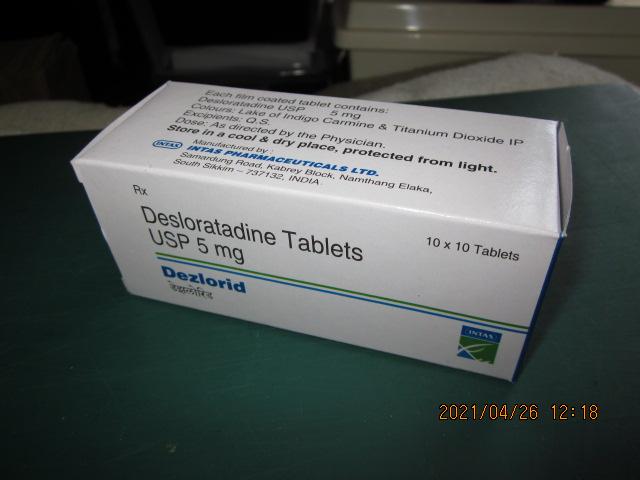 Each film coated tablet contains:
Desloratadine USP 5 mg
Colours: Lake of Indigo Carmine & Titanium Dioxide IP
Excipients: Q.S.
Dose: As directed by the Physician.
Store in a cool & dry place, protected from light.
INTAS
Manufactured by :
INTAS PHARMACEUTICALS LTD.
Samardung Road, Kabrey Block, Namthang Elaka,
South Sikkim – 737132, INDIA
Rx
Desloratadine Tablets
USP 5 mg
10 x 10 Tablets
Dezlorid
डेझलोरिड
INTAS
2021/04/26 12:18